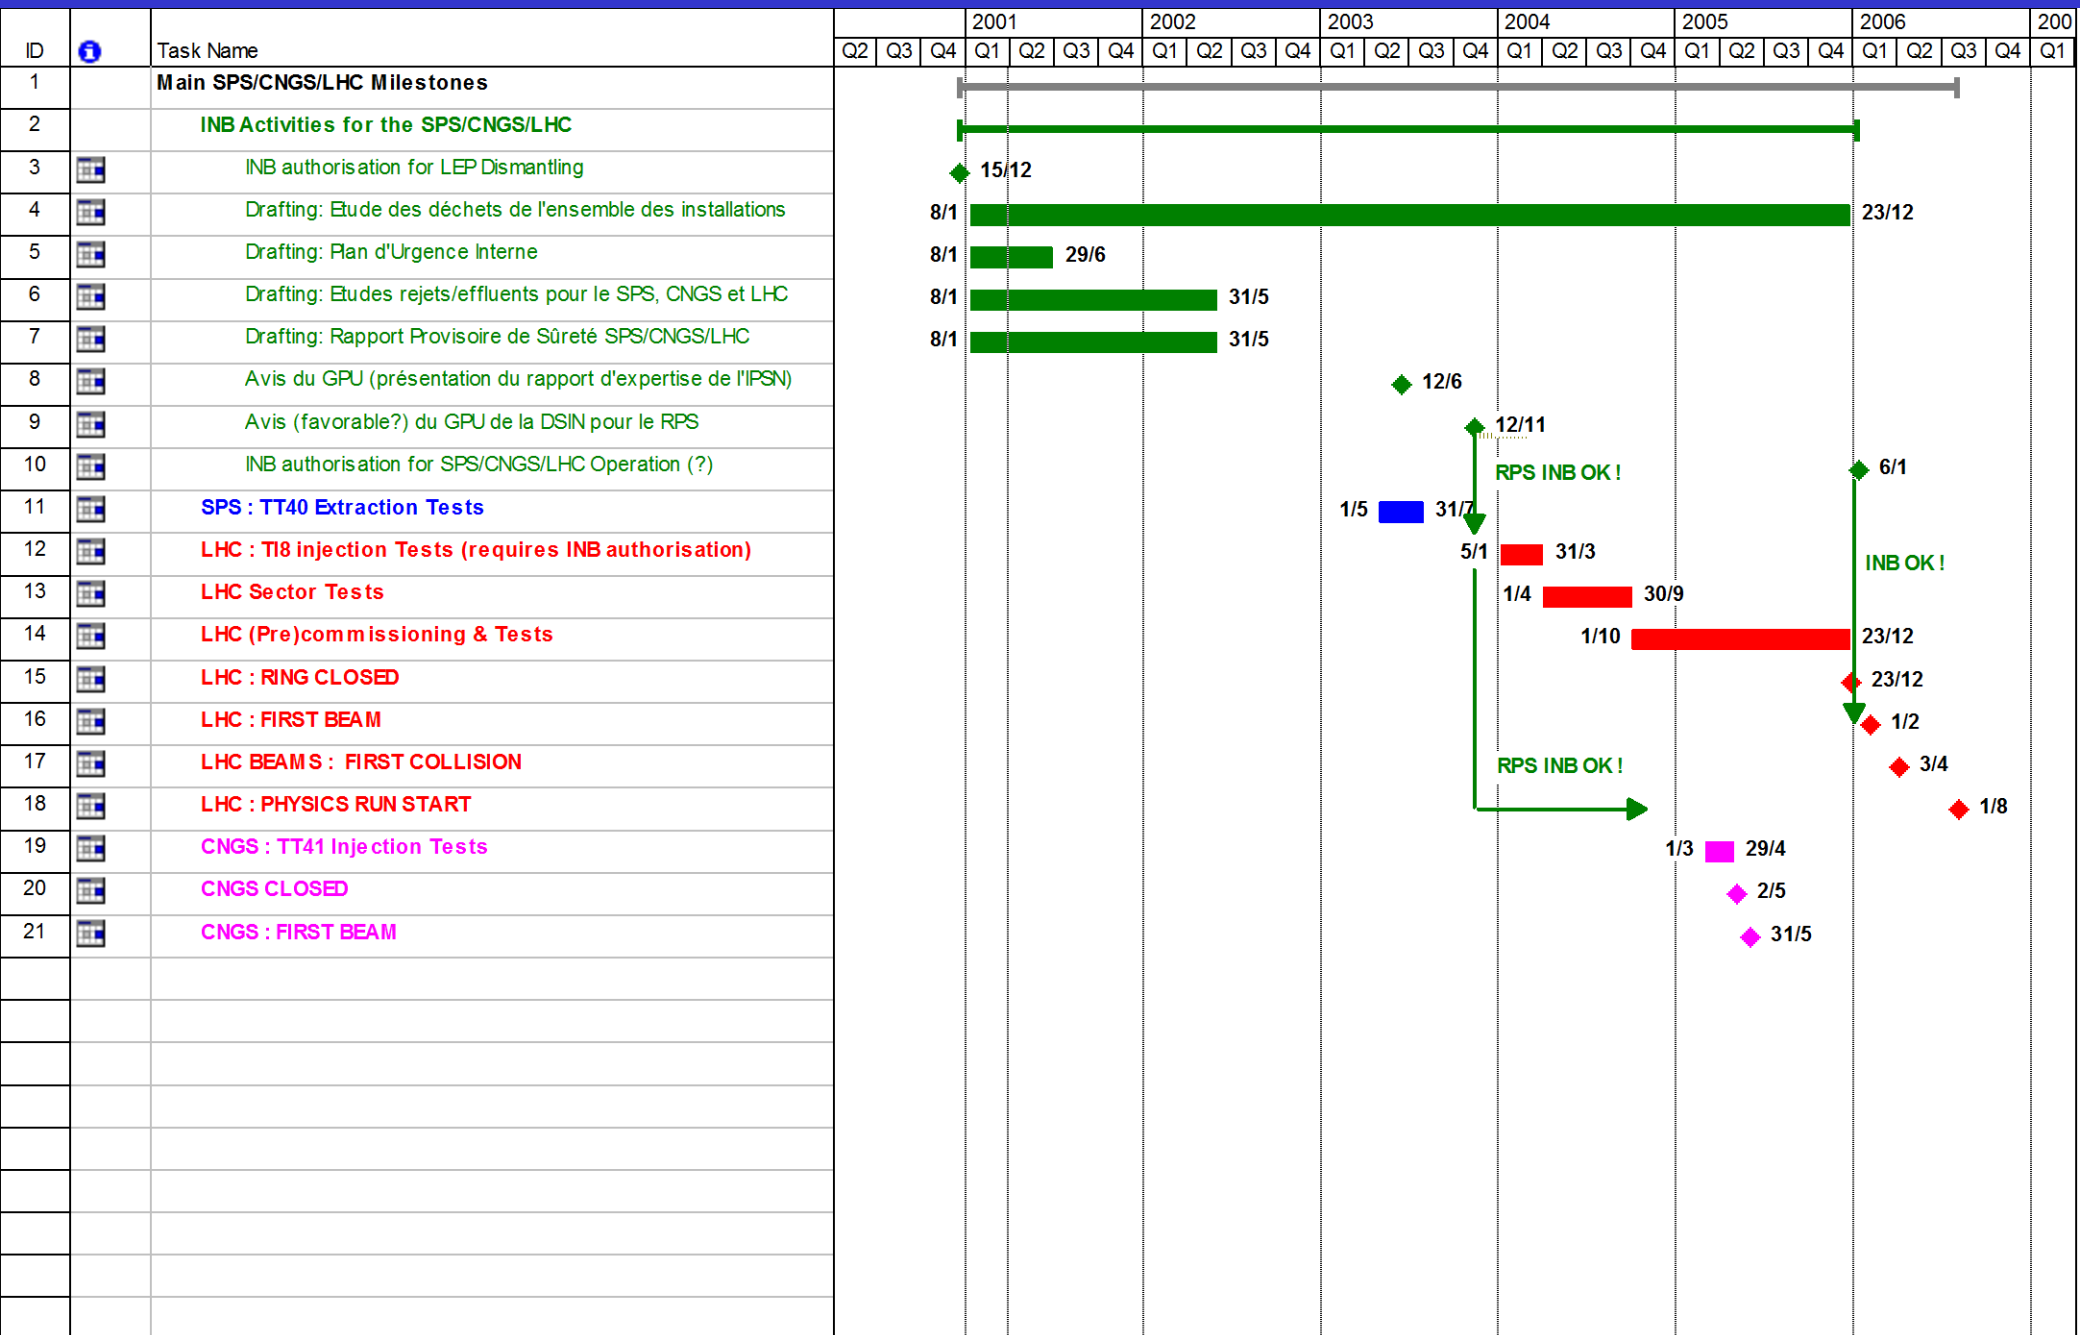 2001 2002 2003 2004 2005 2006 200
ID Task Name Q2 Q3 Q4 Q1 Q2 Q3 Q4 Q1 Q2 Q3 Q4 Q1 Q2 Q3 Q4 Q1 Q2 Q3 Q4 Q1 Q2 Q3 Q4 Q1 Q2 Q3 Q4 Q1
1 Main SPS/CNGS/LHC Milestones
2 INB Activities for the SPS/CNGS/LHC
3 INB authorisation for LEP Dismantling 15/12
4 Drafting: Etude des déchets de l'ensemble des installations 8/1 23/12
5 Drafting: Plan d'Urgence Interne 8/1 29/6
6 Drafting: Etudes rejets/effluents pour le SPS, CNGS et LHC 8/1 31/5
7 Drafting: Rapport Provisoire de Sûreté SPS/CNGS/LHC 8/1 31/5
8 Avis du GPU (présentation du rapport d'expertise de l'IPSN) 12/6
9 Avis (favorable?) du GPU de la DSIN pour le RPS 12/11
10 INB authorisation for SPS/CNGS/LHC Operation (?) 6/1
RPS INB OK !
11 SPS : TT40 Extraction Tests 1/5 31/7
12 LHC : TI8 injection Tests (requires INB authorisation) 5/1 31/3
INB OK !
13 LHC Sector Tests 1/4 30/9
14 LHC (Pre)commissioning & Tests 1/10 23/12
15 LHC : RING CLOSED 23/12
16 LHC : FIRST BEAM 1/2
17 LHC BEAMS : FIRST COLLISION RPS INB OK ! 3/4
18 LHC : PHYSICS RUN START 1/8
19 CNGS : TT41 Injection Tests 1/3 29/4
20 CNGS CLOSED 2/5
21 CNGS : FIRST BEAM 31/5